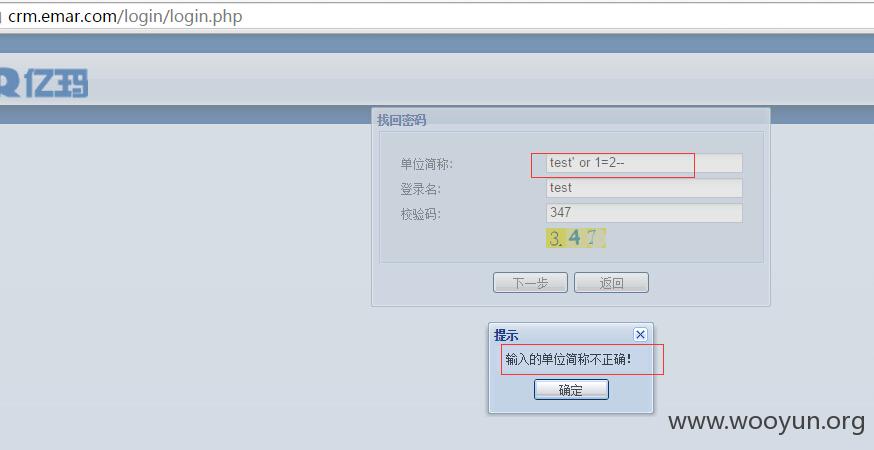 crm.emar.com/login/login.php
亿玛
找回密码
单位简称: test' or 1=2--
登录名: test
校验码: 347
3.47
下一步 返回
提示
输入的单位简称不正确!
确定
www.wooyun.org